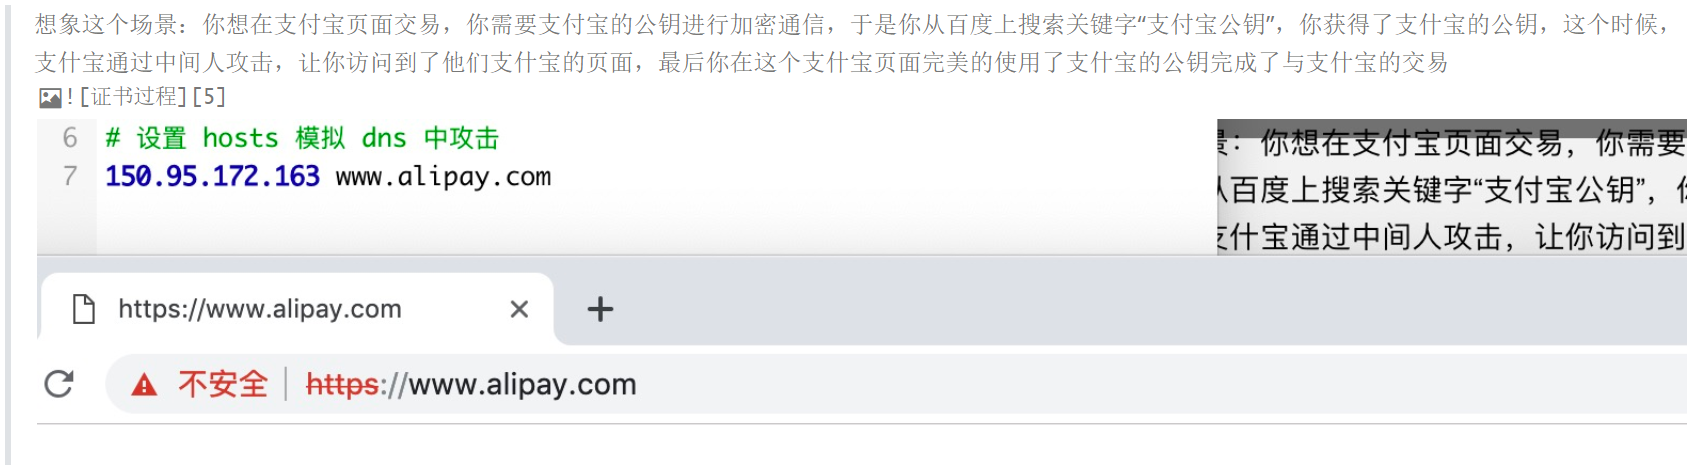 想象这个场景：你想在支付宝页面交易，你需要支付宝的公钥进行加密通信，于是你从百度上搜索关键字“支付宝公钥”，你获得了支什宝的公钥，这个时候，
支什宝通过中间人攻击，让你访问到了他们支什宝的页面，最后你在这个支什宝页面完美的使用了支什宝的公钥完成了与支什宝的交易
![证书过程][5]
6 # 设置 hosts 模拟 dns 中攻击
7 150.95.172.163 www.alipay.com
：你想在支付宝页面交易，你需要
百度上搜索关键字“支付宝公钥”，
什宝通过中间人攻击，让你访问到
https://www.alipay.com
不安全 https://www.alipay.com